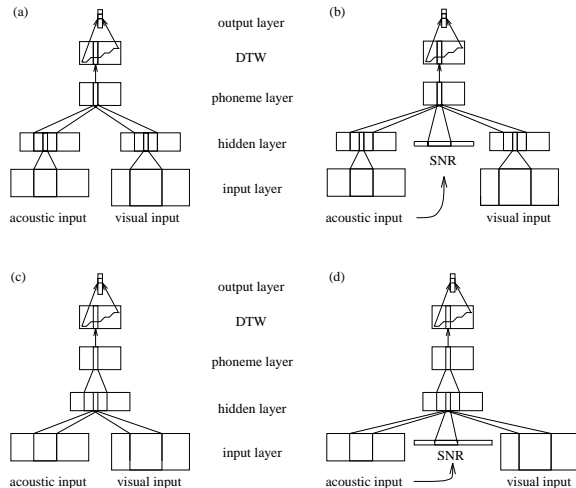 (a)
output layer
(b)
DTW
phoneme layer
hidden layer
SNR
input layer
acoustic input
visual input
acoustic input
visual input
(c)
output layer
(d)
DTW
phoneme layer
hidden layer
input layer
SNR
acoustic input
visual input
acoustic input
visual input